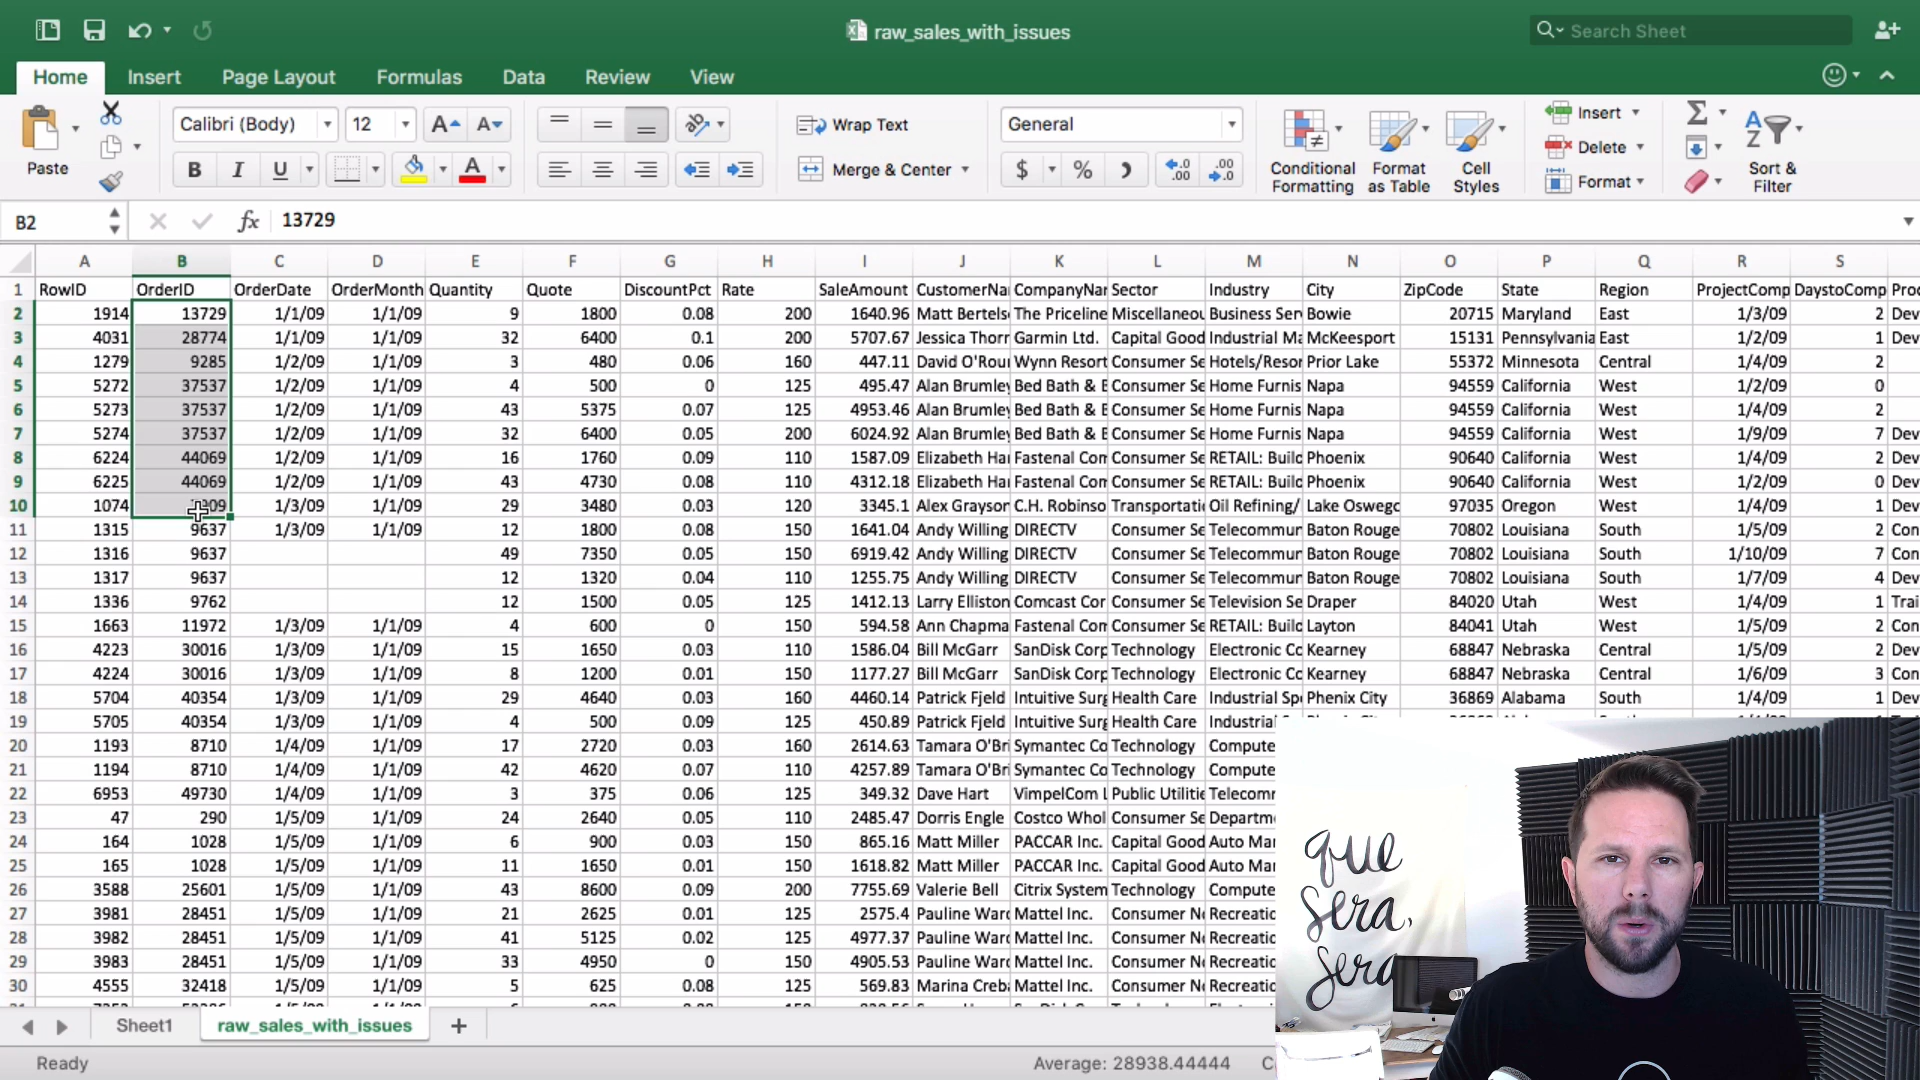 raw_sales_with_issues
Search Sheet
Home Insert Page Layout Formulas Data Review View
Paste
Calibri (Body) 12
Wrap Text
Merge & Center
General
Conditional Formatting
Format as Table
Cell Styles
Insert
Delete
Format
Sort & Filter
B2 fx 13729
A B C D E F G H I J K L M N O P Q R S
1 RowID OrderID OrderDate OrderMonth Quantity Quote DiscountPct Rate SaleAmount CustomerNa CompanyNar Sector Industry City ZipCode State Region ProjectComp DaystoComp Proc
2 1914 13729 1/1/09 1/1/09 9 1800 0.08 200 1640.96 Matt Bertels The Priceline Miscellaneou Business Ser Bowie 20715 Maryland East 1/3/09 2 Dev
3 4031 28774 1/1/09 1/1/09 32 6400 0.1 200 5707.67 Jessica Thorr Garmin Ltd. Capital Good Industrial Ma McKeesport 15131 Pennsylvania East 1/2/09 1 Dev
4 1279 9285 1/2/09 1/1/09 3 480 0.06 160 447.11 David O'Rou Wynn Resort Consumer Se Hotels/Resor Prior Lake 55372 Minnesota Central 1/4/09 2
5 5272 37537 1/2/09 1/1/09 4 500 0 125 495.47 Alan Brumley Bed Bath & B Consumer Se Home Furnis Napa 94559 California West 1/2/09 0
6 5273 37537 1/2/09 1/1/09 43 5375 0.07 125 4953.46 Alan Brumley Bed Bath & B Consumer Se Home Furnis Napa 94559 California West 1/4/09 2
7 5274 37537 1/2/09 1/1/09 32 6400 0.05 200 6024.92 Alan Brumley Bed Bath & B Consumer Se Home Furnis Napa 94559 California West 1/9/09 7 Dev
8 6224 44069 1/2/09 1/1/09 16 1760 0.09 110 1587.09 Elizabeth Har Fastenal Com Consumer Se RETAIL: Build Phoenix 90640 California West 1/4/09 2 Dev
9 6225 44069 1/2/09 1/1/09 43 4730 0.08 110 4312.18 Elizabeth Har Fastenal Com Consumer Se RETAIL: Build Phoenix 90640 California West 1/2/09 0 Dev
10 1074 1/3/09 1/1/09 29 3480 0.03 120 3345.1 Alex Grayson C.H. Robinso Transportatic Oil Refining/ Lake Oswego 97035 Oregon West 1/4/09 1 Dev
11 1315 9637 1/3/09 1/1/09 12 1800 0.08 150 1641.04 Andy Willing DIRECTV Consumer Se Telecommur Baton Rouge 70802 Louisiana South 1/5/09 2 Con
12 1316 9637 49 7350 0.05 150 6919.42 Andy Willing DIRECTV Consumer Se Telecommur Baton Rouge 70802 Louisiana South 1/10/09 7 Con
13 1317 9637 12 1320 0.04 110 1255.75 Andy Willing DIRECTV Consumer Se Telecommur Baton Rouge 70802 Louisiana South 1/7/09 4 Dev
14 1336 9762 12 1500 0.05 125 1412.13 Larry Elliston Comcast Cor Consumer Se Television Se Draper 84020 Utah West 1/4/09 1 Trai
15 1663 11972 1/3/09 1/1/09 4 600 0 150 594.58 Ann Chapma Fastenal Com Consumer Se RETAIL: Build Layton 84041 Utah West 1/5/09 2 Con
16 4223 30016 1/3/09 1/1/09 15 1650 0.03 110 1586.04 Bill McGarr SanDisk Corp Technology Electronic Co Kearney 68847 Nebraska Central 1/5/09 2 Dev
17 4224 30016 1/3/09 1/1/09 8 1200 0.01 150 1177.27 Bill McGarr SanDisk Corp Technology Electronic Co Kearney 68847 Nebraska Central 1/6/09 3 Con
18 5704 40354 1/3/09 1/1/09 29 4640 0.03 160 4460.14 Patrick Fjeld Intuitive Surg Health Care Industrial Spe Phenix City 36869 Alabama South 1/4/09 1 Dev
19 5705 40354 1/3/09 1/1/09 4 500 0.09 125 450.89 Patrick Fjeld Intuitive Surg Health Care Industrial
20 1193 8710 1/4/09 1/1/09 17 2720 0.03 160 2614.63 Tamara O'Bri Symantec Co Technology Compute
21 1194 8710 1/4/09 1/1/09 42 4620 0.07 110 4257.89 Tamara O'Bri Symantec Co Technology Compute
22 6953 49730 1/4/09 1/1/09 3 375 0.06 125 349.32 Dave Hart VimpelCom L Public Utilitie Telecomm
23 47 290 1/5/09 1/1/09 24 2640 0.05 110 2485.47 Dorris Engle Costco Whol Consumer Se Departm
24 164 1028 1/5/09 1/1/09 6 900 0.03 150 865.16 Matt Miller PACCAR Inc. Capital Good Auto Mar
25 165 1028 1/5/09 1/1/09 11 1650 0.01 150 1618.82 Matt Miller PACCAR Inc. Capital Good Auto Mar
26 3588 25601 1/5/09 1/1/09 43 8600 0.09 200 7755.69 Valerie Bell Citrix System Technology Compute
27 3981 28451 1/5/09 1/1/09 21 2625 0.01 125 2575.4 Pauline Ward Mattel Inc. Consumer No Recreatic
28 3982 28451 1/5/09 1/1/09 41 5125 0.02 125 4977.37 Pauline Ward Mattel Inc. Consumer No Recreatic
29 3983 28451 1/5/09 1/1/09 33 4950 0 150 4905.53 Pauline Ward Mattel Inc. Consumer No Recreatic
30 4555 32418 1/5/09 1/1/09 5 625 0.08 125 569.83 Marina Creba Mattel Inc. Consumer No Recreatic
que
sera,
sera
Sheet1 raw_sales_with_issues
Ready Average: 28938.44444